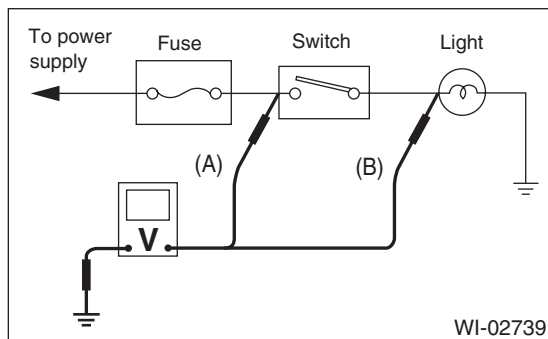 To power
supply
Fuse
Switch
Light
(A)
(B)
V
WI-02739